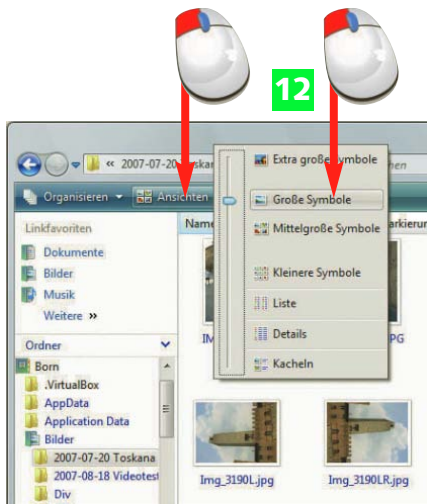 12
« 2007-07-20
Extra große Symbole
Organisieren
Ansichten
Große Symbole
Linkfavoriten
Mittelgroße Symbole
Dokumente
Bilder
Kleinere Symbole
Musik
Weitere »
Liste
Ordner
Details
Born
Kacheln
.VirtualBox
AppData
Application Data
Bilder
2007-07-20 Toskana
2007-08-18 Videotest
Img_3190L.jpg
Img_3190LR.jpg
Div